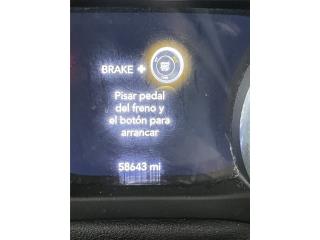 BRAKE +
Pisar pedal
del freno y
el botón para
arrancar
58643 mi